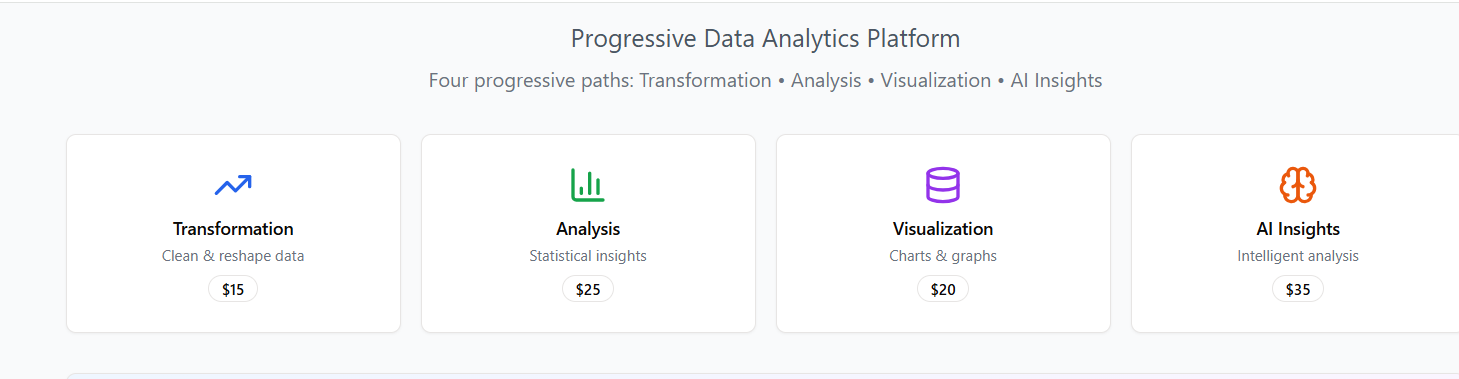 Progressive Data Analytics Platform
Four progressive paths: Transformation • Analysis • Visualization • AI Insights
Transformation
Clean & reshape data
$15
Analysis
Statistical insights
$25
Visualization
Charts & graphs
$20
AI Insights
Intelligent analysis
$35